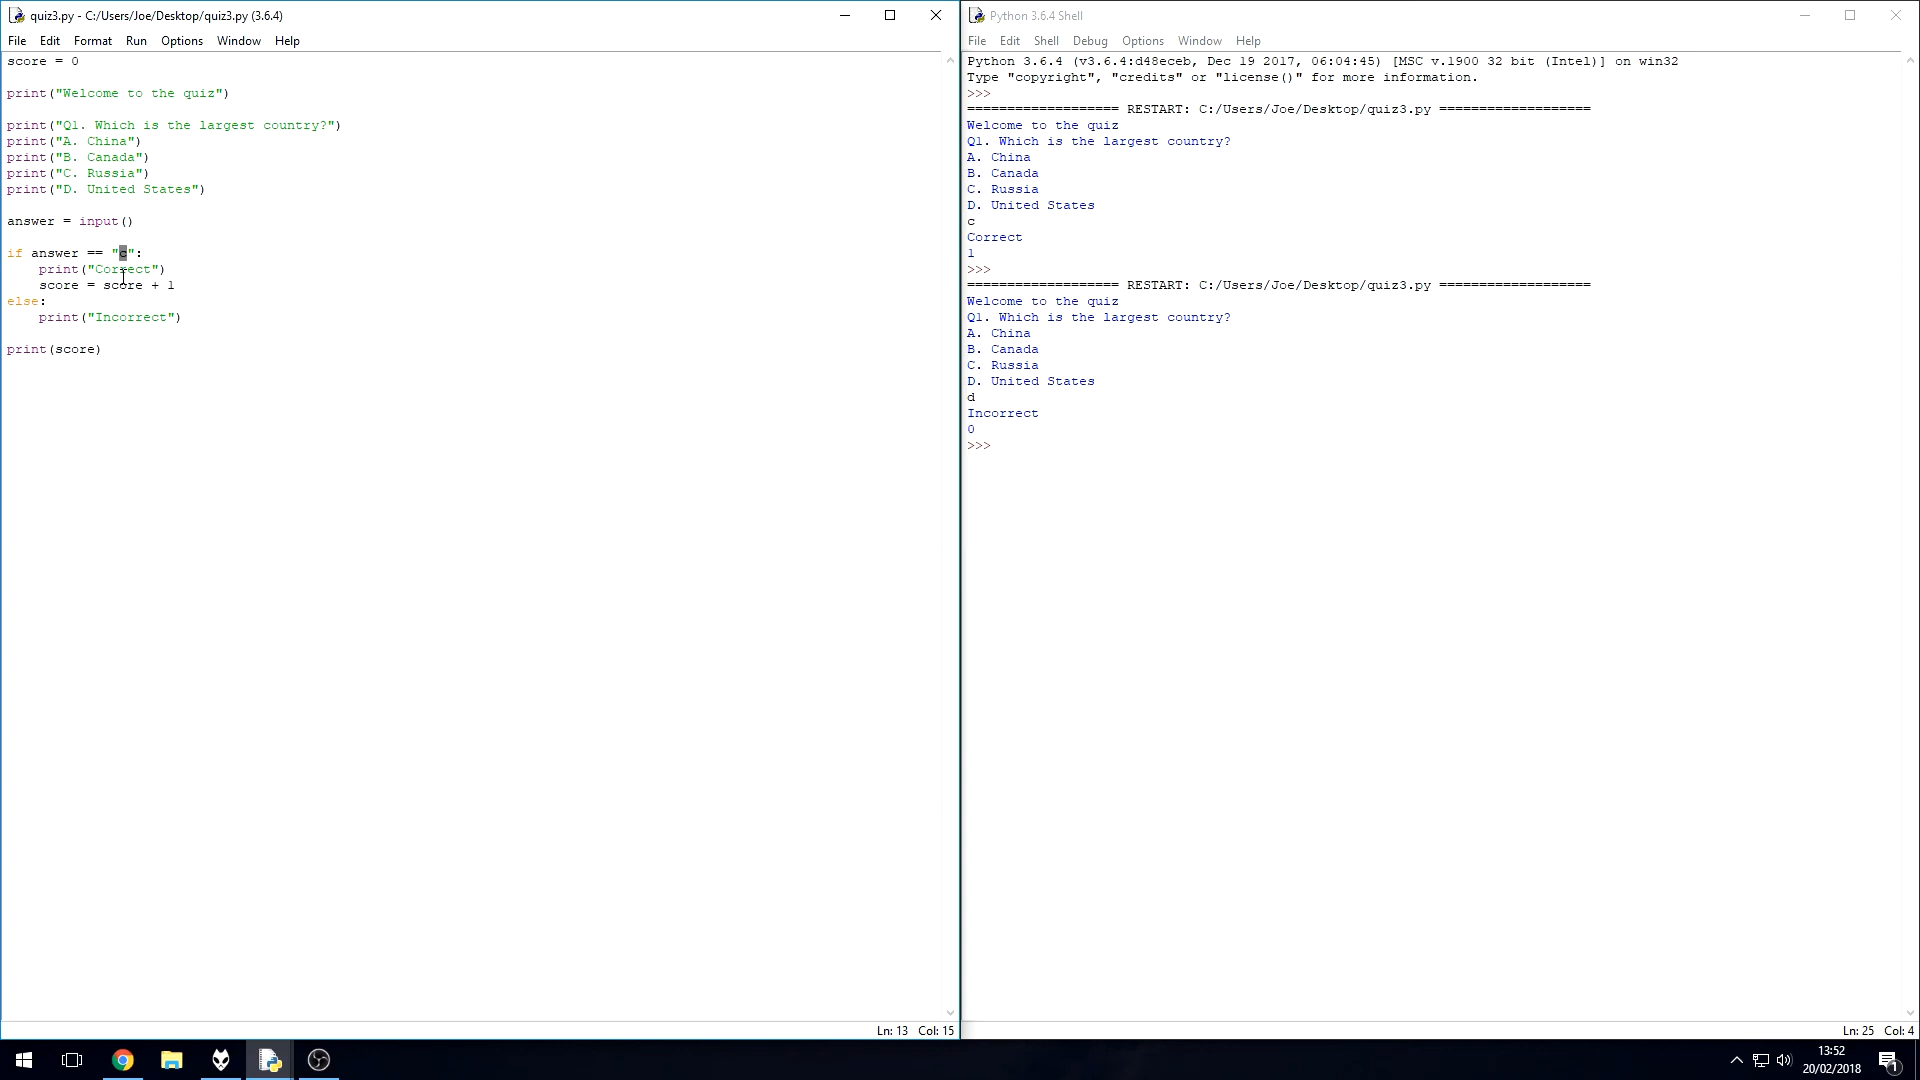 quiz3.py - C:/Users/Joe/Desktop/quiz3.py (3.6.4)
File Edit Format Run Options Window Help
score = 0
print("Welcome to the quiz")
print("Q1. Which is the largest country?")
print("A. China")
print("B. Canada")
print("C. Russia")
print("D. United States")
answer = input()
if answer == "c":
    print("Correct")
    score = score + 1
else:
    print("Incorrect")
print(score)
Ln: 13 Col: 15
Python 3.6.4 Shell
File Edit Shell Debug Options Window Help
Python 3.6.4 (v3.6.4:d48eceb, Dec 19 2017, 06:04:45) [MSC v.1900 32 bit (Intel)] on win32
Type "copyright", "credits" or "license()" for more information.
>>>
=================== RESTART: C:/Users/Joe/Desktop/quiz3.py ===================
Welcome to the quiz
Q1. Which is the largest country?
A. China
B. Canada
C. Russia
D. United States
c
Correct
1
>>>
=================== RESTART: C:/Users/Joe/Desktop/quiz3.py ===================
Welcome to the quiz
Q1. Which is the largest country?
A. China
B. Canada
C. Russia
D. United States
d
Incorrect
0
>>>
Ln: 25 Col: 4
13:52
20/02/2018
1